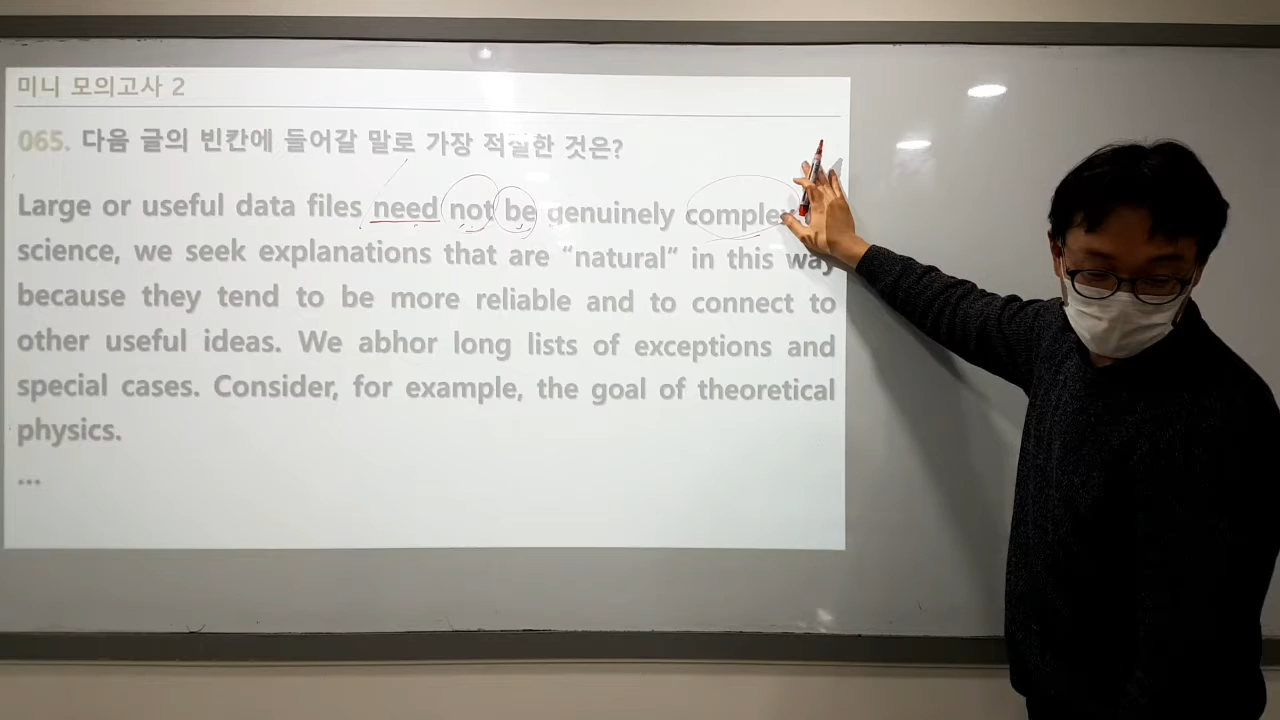 미니 모의고사 2
065. 다음 글의 빈칸에 들어갈 말로 가장 적절한 것은?
Large or useful data files need not be genuinely
science, we seek explanations that are “natural” in this way
because they tend to be more reliable and to connect to
other useful ideas. We abhor long lists of exceptions and
special cases. Consider, for example, the goal of theoretical
physics.
...